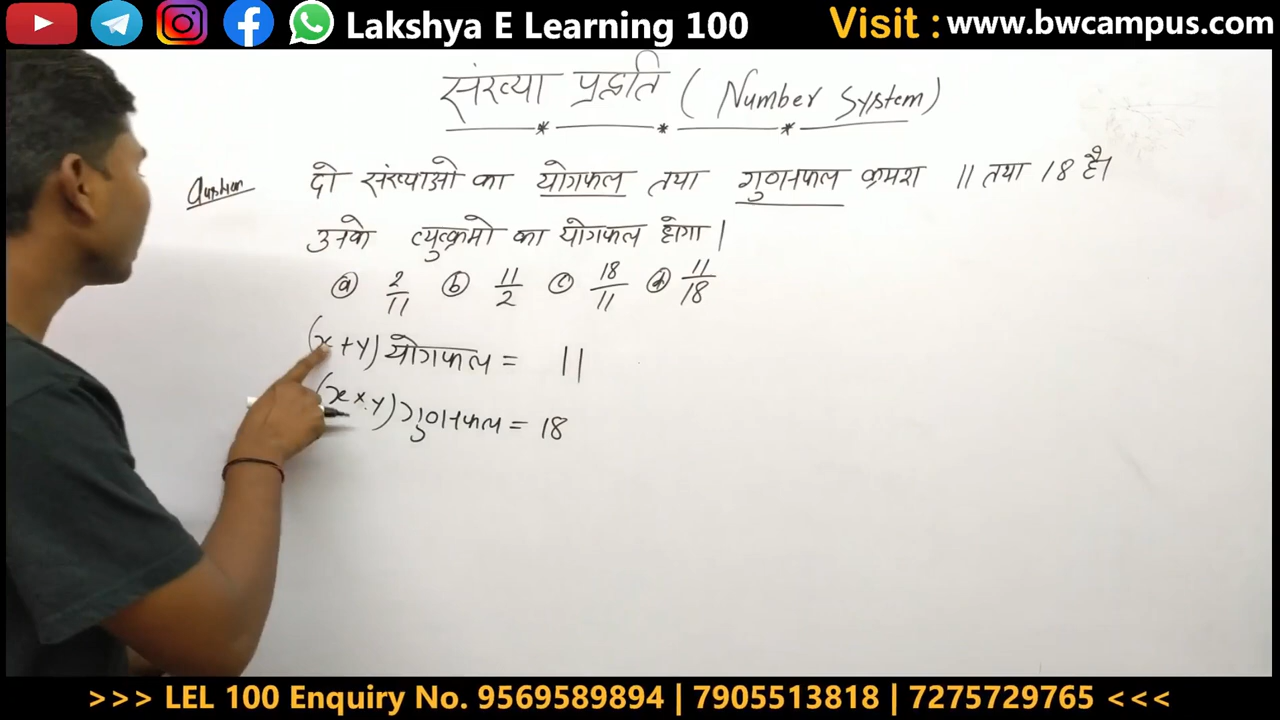 Lakshya E Learning 100 Visit : www.bwcampus.com
संख्या प्रद्धति ( Number System )
Question दो संख्याओ का योगफल तथा गुणनफल क्रमश 11 तथा 18 है।
उनके व्युत्क्रमो का योगफल होगा |
(a) 2/11 (b) 11/2 (c) 18/11 (d) 11/18
(x+y) योगफल = 11
(x×y) गुणनफल = 18
>>> LEL 100 Enquiry No. 9569589894 | 7905513818 | 7275729765 <<<